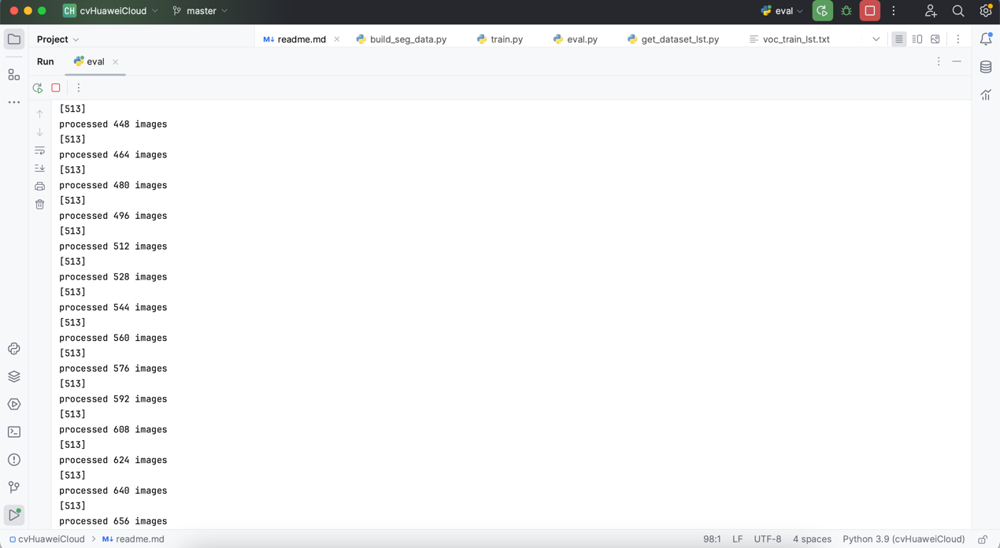 CH cvHuaweiCloud master eval
Project M↓ readme.md build_seg_data.py train.py eval.py get_dataset_lst.py voc_train_lst.txt
Run eval
[513]
processed 448 images
[513]
processed 464 images
[513]
processed 480 images
[513]
processed 496 images
[513]
processed 512 images
[513]
processed 528 images
[513]
processed 544 images
[513]
processed 560 images
[513]
processed 576 images
[513]
processed 592 images
[513]
processed 608 images
[513]
processed 624 images
[513]
processed 640 images
[513]
processed 656 images
cvHuaweiCloud > M↓ readme.md 98:1 LF UTF-8 4 spaces Python 3.9 (cvHuaweiCloud)